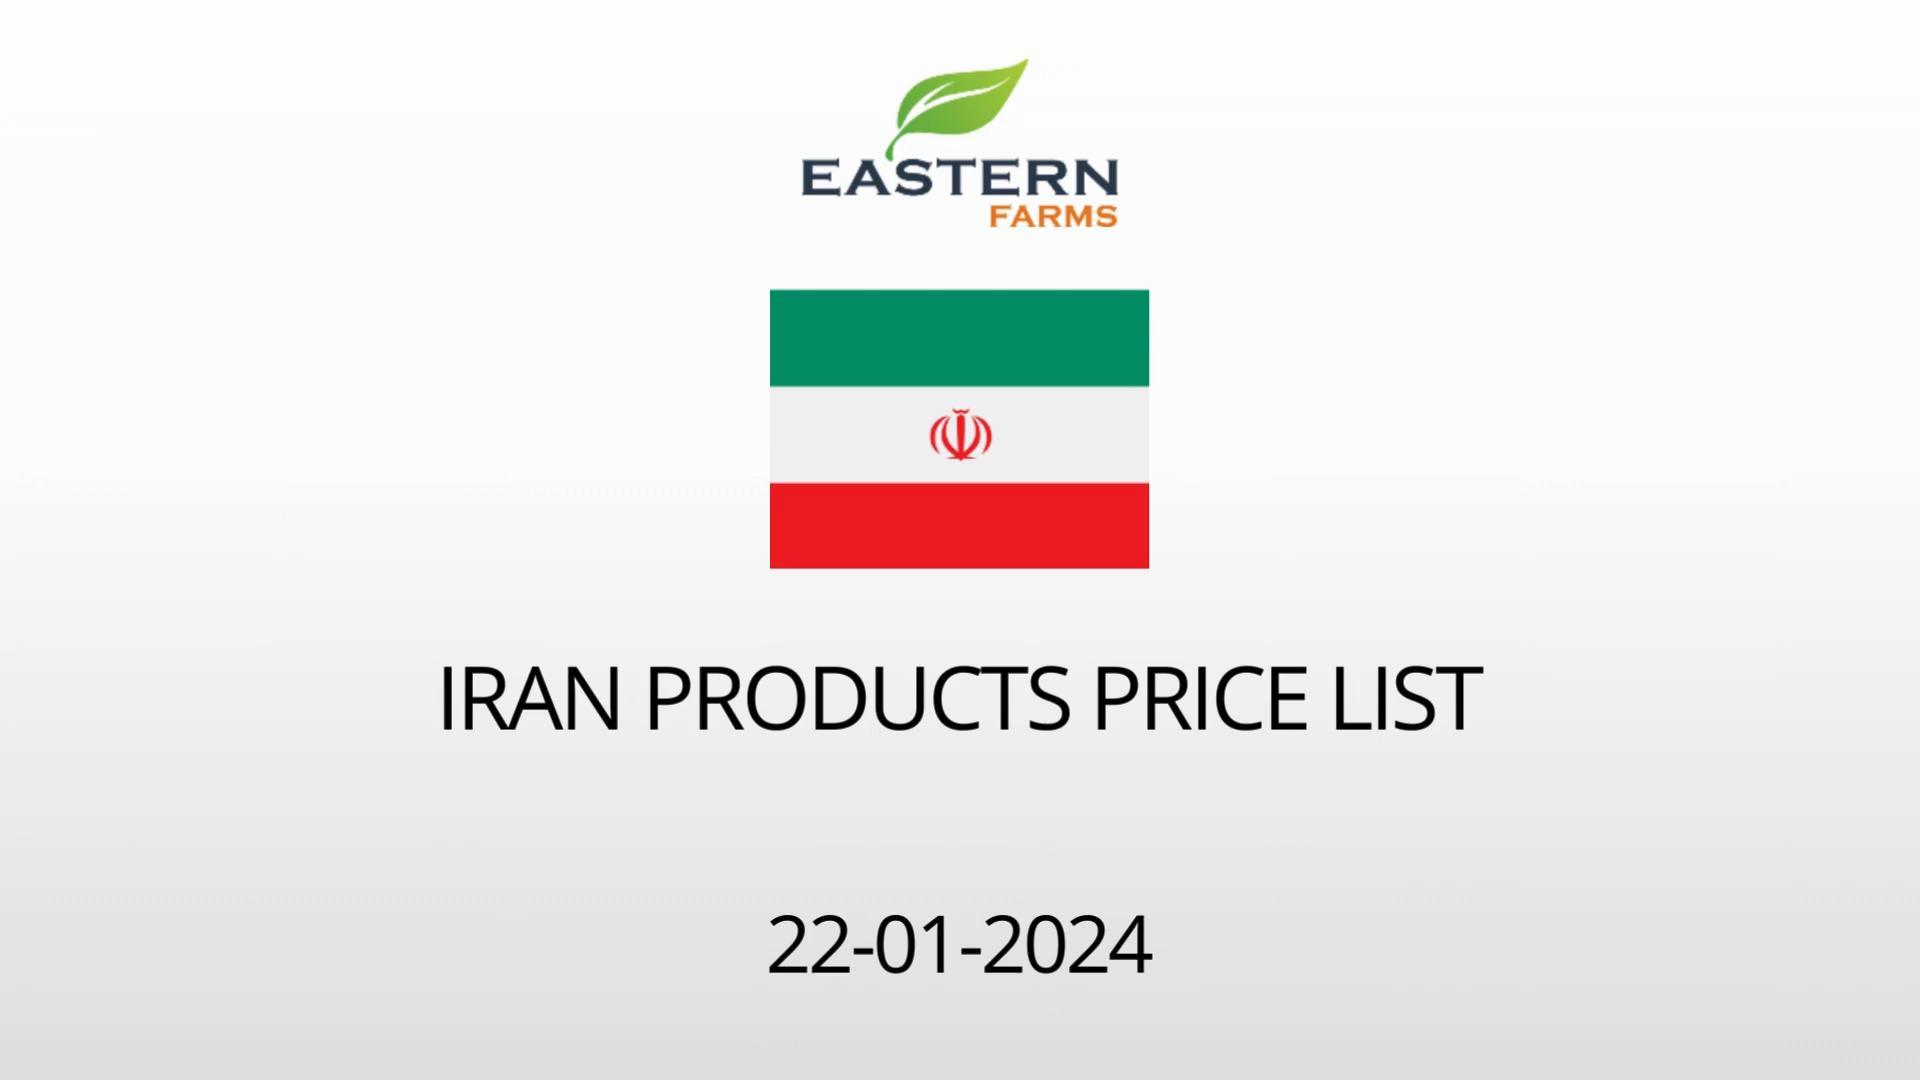 EASTERN
FARMS
IRAN PRODUCTS PRICE LIST
22-01-2024